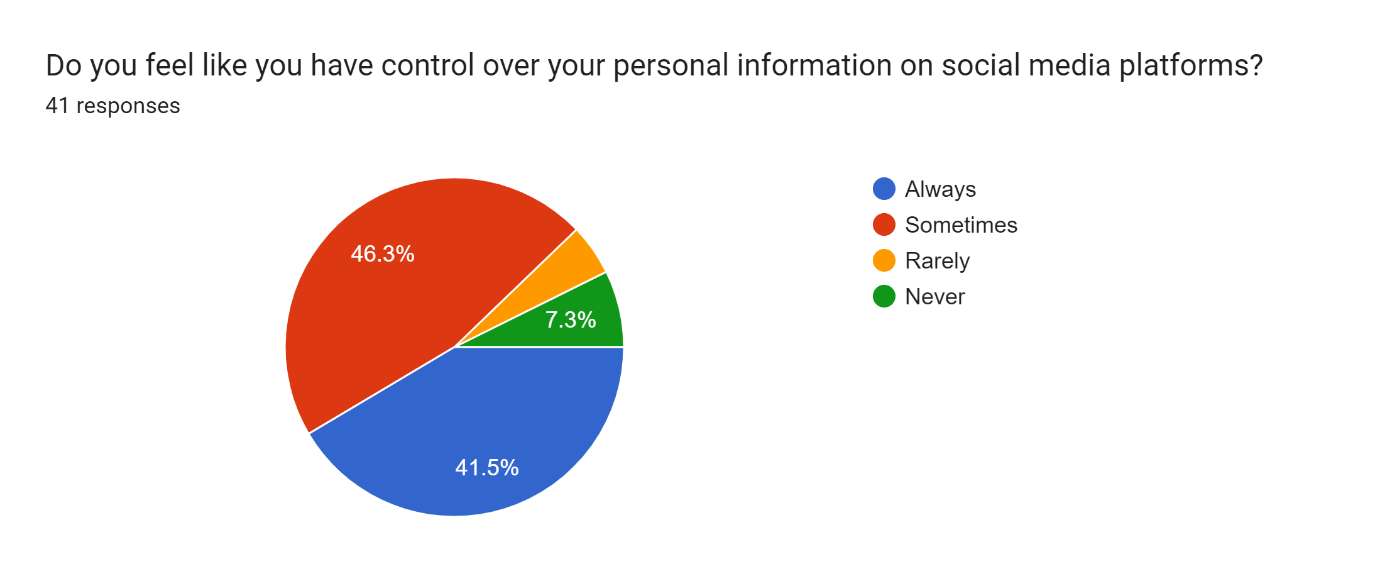 Do you feel like you have control over your personal information on social media platforms?
41 responses
Always
Sometimes
Rarely
Never
46.3%
7.3%
41.5%